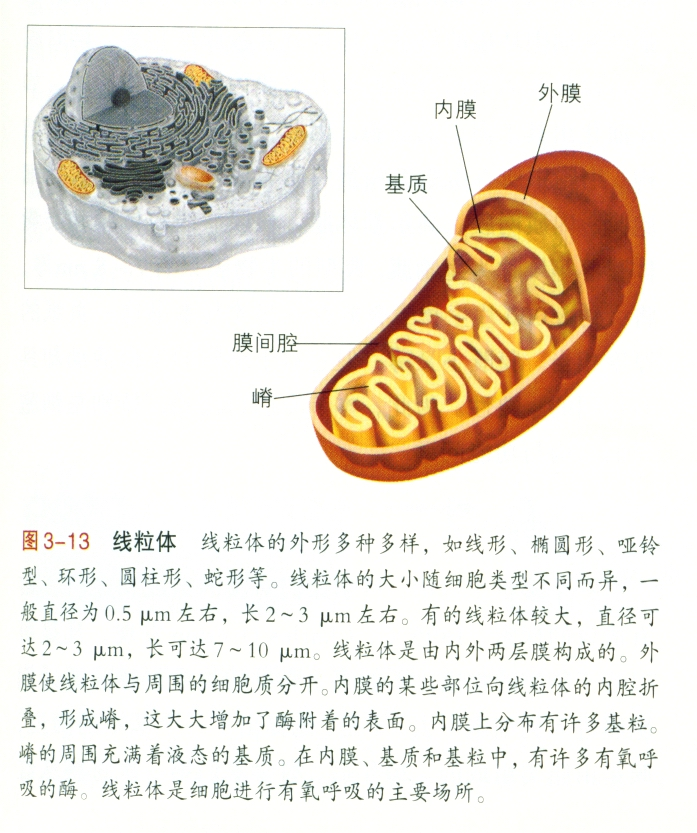 外膜
内膜
基质
膜间腔
嵴
图3-13 线粒体 线粒体的外形多种多样，如线形、椭圆形、哑铃
型、环形、圆柱形、蛇形等。线粒体的大小随细胞类型不同而异，一
般直径为0.5 μm左右，长2~3 μm左右。有的线粒体较大，直径可
达2~3 μm，长可达7~10 μm。线粒体是由内外两层膜构成的。外
膜使线粒体与周围的细胞质分开。内膜的某些部位向线粒体的内腔折
叠，形成嵴，这大大增加了酶附着的表面。内膜上分布有许多基粒。
嵴的周围充满着液态的基质。在内膜、基质和基粒中，有许多有氧呼
吸的酶。线粒体是细胞进行有氧呼吸的主要场所。